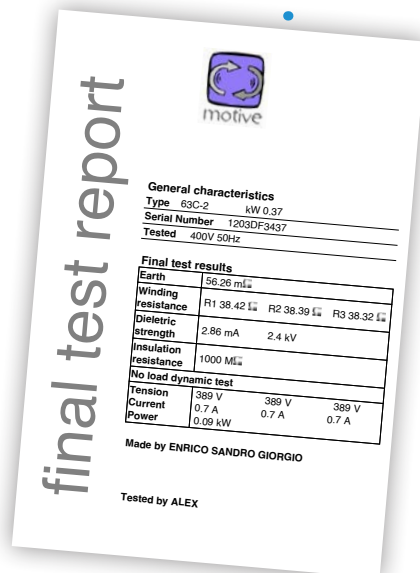 final test report
motive
General characteristics
Type 63C-2 kW 0.37
Serial Number 1203DF3437
Tested 400V 50Hz
Final test results
Earth 56.26 m
Winding resistance R1 38.42 R2 38.39 R3 38.32
Dieletric strength 2.86 mA 2.4 kV
Insulation resistance 1000 M
No load dynamic test
Tension 389 V 389 V 389 V
Current 0.7 A 0.7 A 0.7 A
Power 0.09 kW
Made by ENRICO SANDRO GIORGIO
Tested by ALEX